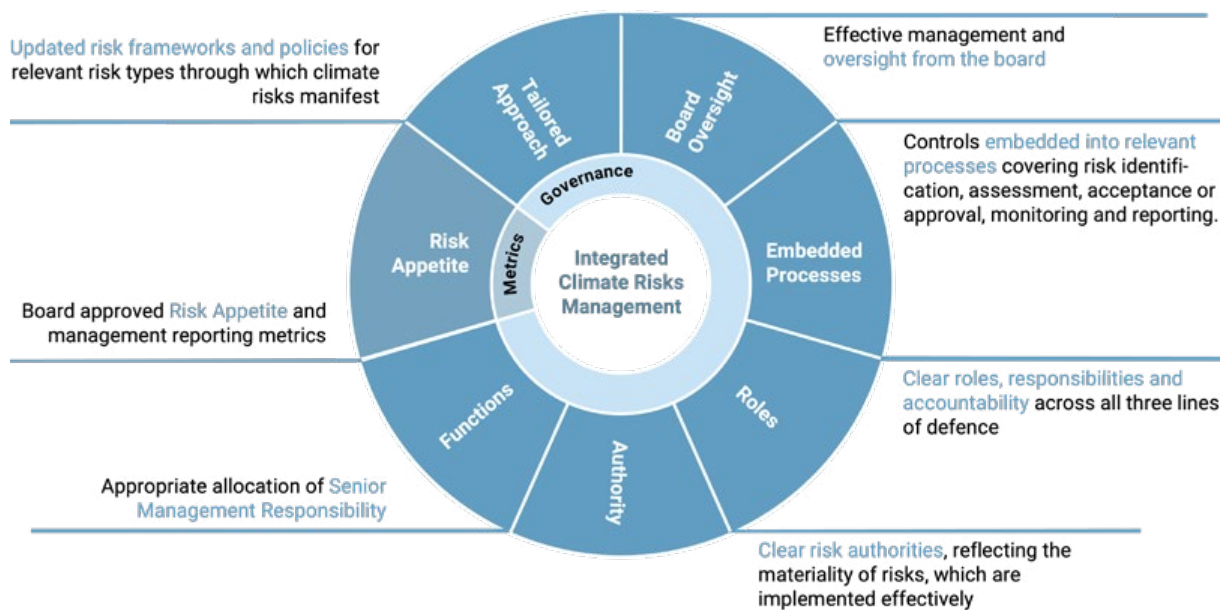 Updated risk frameworks and policies for
relevant risk types through which climate
risks manifest
Effective management and
oversight from the board
Tailored
Approach
Board
Oversight
Controls embedded into relevant
processes covering risk identifi-
cation, assessment, acceptance or
approval, monitoring and reporting.
Governance
Metrics
Risk
Appetite
Integrated
Climate Risks
Management
Embedded
Processes
Board approved Risk Appetite and
management reporting metrics
Clear roles, responsibilities and
accountability across all three lines
of defence
Functions
Roles
Authority
Appropriate allocation of Senior
Management Responsibility
Clear risk authorities, reflecting the
materiality of risks, which are
implemented effectively